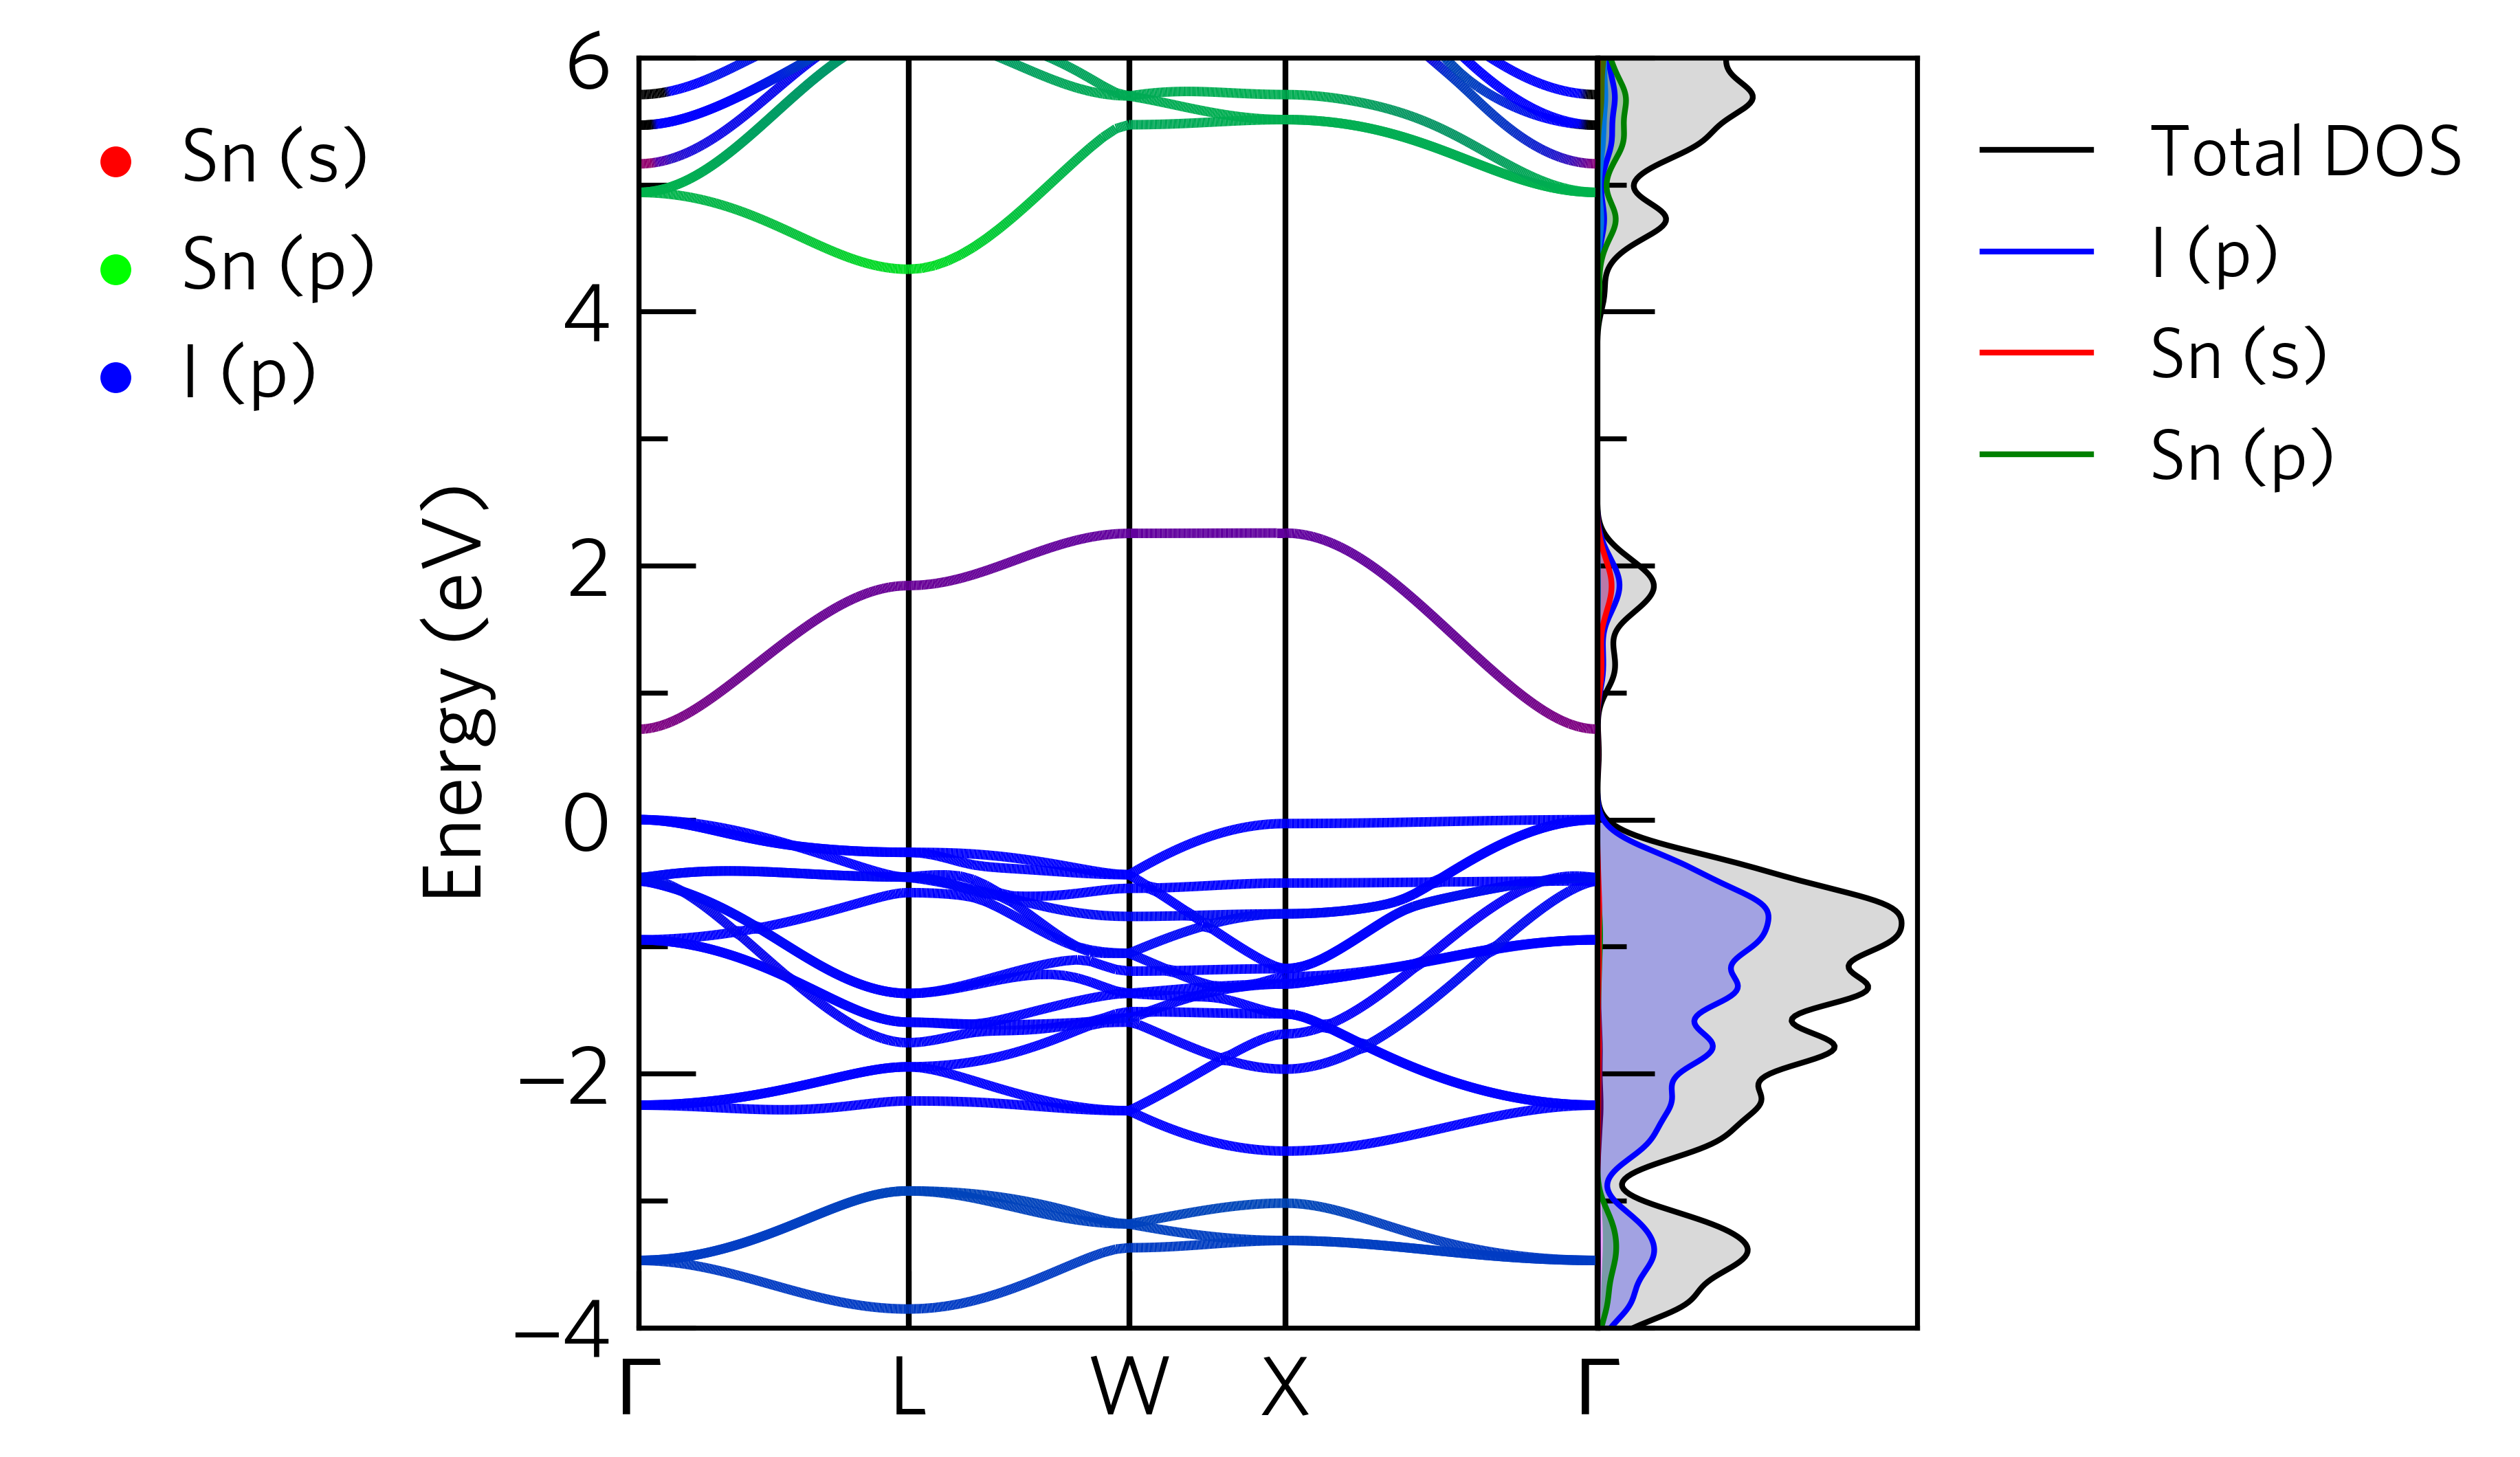 Sn (s)
Sn (p)
I (p)
Energy (eV)
6
4
2
0
−2
−4
Γ L W X Γ
Total DOS
I (p)
Sn (s)
Sn (p)